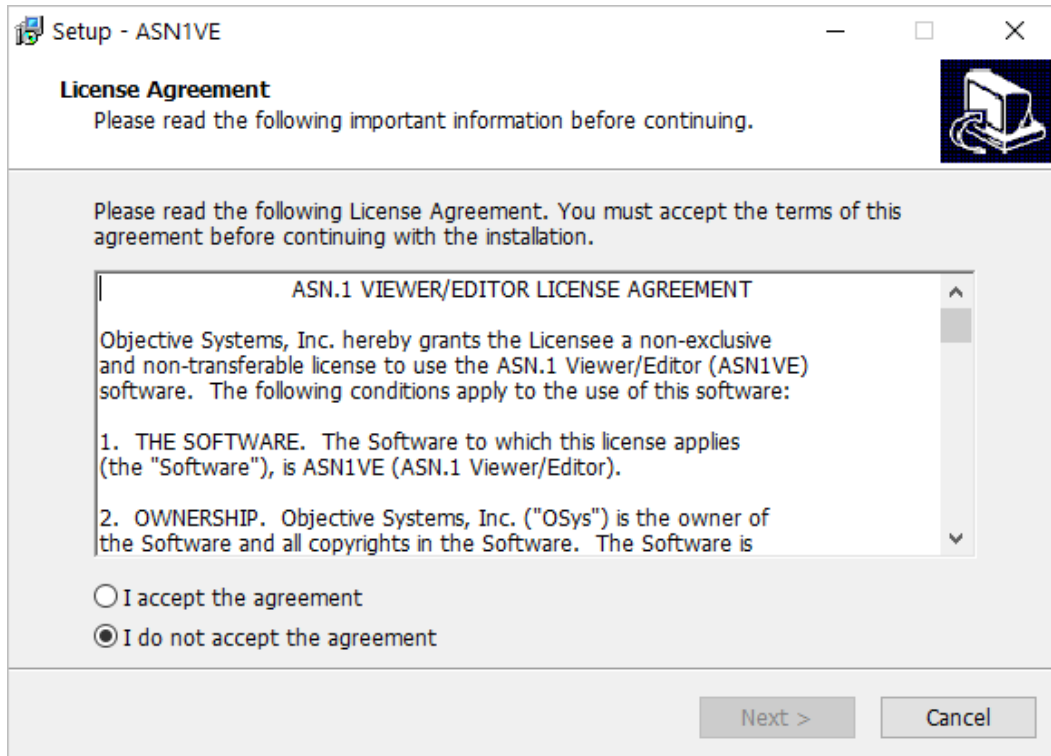 Setup - ASN1VE
License Agreement
Please read the following important information before continuing.
Please read the following License Agreement. You must accept the terms of this
agreement before continuing with the installation.
ASN.1 VIEWER/EDITOR LICENSE AGREEMENT
Objective Systems, Inc. hereby grants the Licensee a non-exclusive
and non-transferable license to use the ASN.1 Viewer/Editor (ASN1VE)
software.  The following conditions apply to the use of this software:
1.  THE SOFTWARE.  The Software to which this license applies
(the "Software"), is ASN1VE (ASN.1 Viewer/Editor).
2.  OWNERSHIP.  Objective Systems, Inc. ("OSys") is the owner of
the Software and all copyrights in the Software.  The Software is
I accept the agreement
I do not accept the agreement
Next >
Cancel